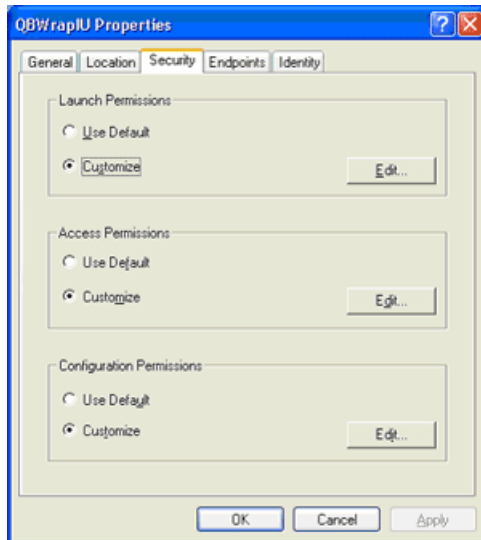 QBWrapIU Properties
General Location Security Endpoints Identity
Launch Permissions
Use Default
Customize Edit...
Access Permissions
Use Default
Customize Edit...
Configuration Permissions
Use Default
Customize Edit...
OK Cancel Apply